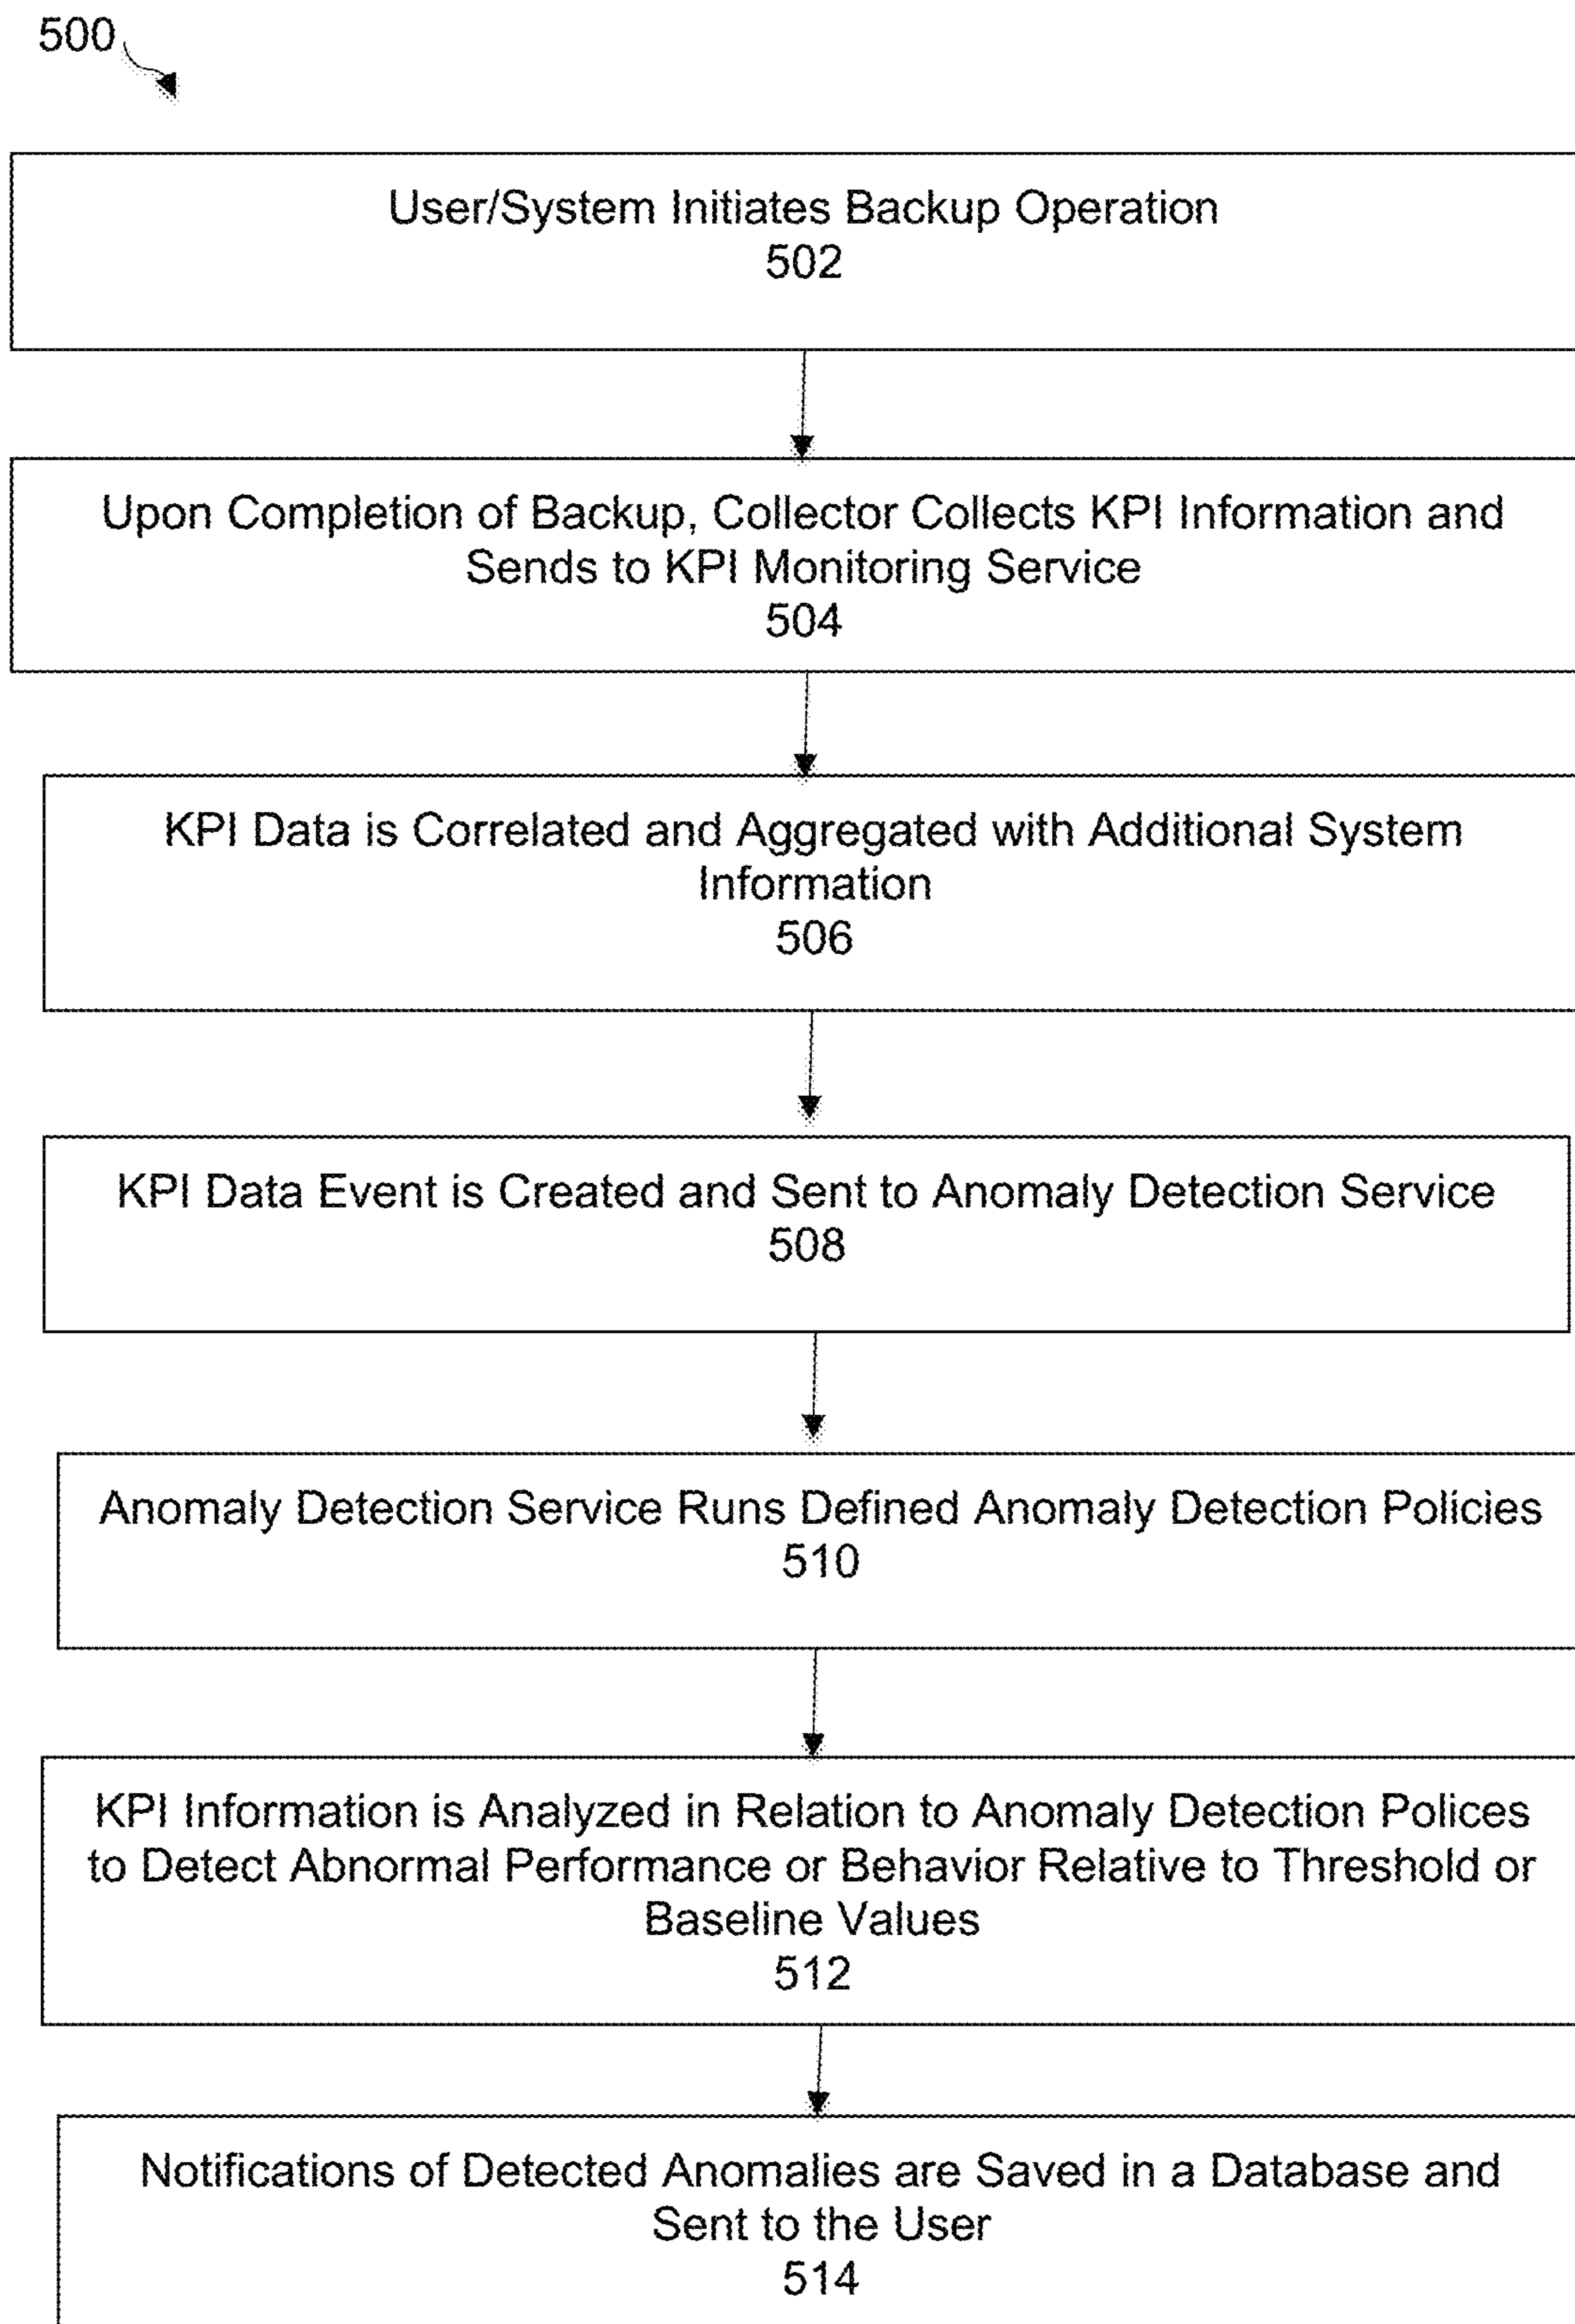 500
User/System Initiates Backup Operation
502
Upon Completion of Backup, Collector Collects KPI Information and
Sends to KPI Monitoring Service
504
KPI Data is Correlated and Aggregated with Additional System
Information
506
KPI Data Event is Created and Sent to Anomaly Detection Service
508
Anomaly Detection Service Runs Defined Anomaly Detection Policies
510
KPI Information is Analyzed in Relation to Anomaly Detection Polices
to Detect Abnormal Performance or Behavior Relative to Threshold or
Baseline Values
512
Notifications of Detected Anomalies are Saved in a Database and
Sent to the User
514